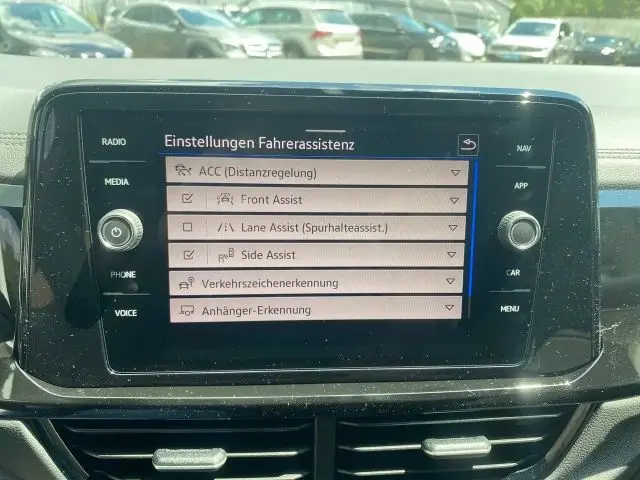 RADIO
MEDIA
PHONE
VOICE
Einstellungen Fahrerassistenz
ACC (Distanzregelung)
Front Assist
Lane Assist (Spurhalteassist.)
Side Assist
Verkehrszeichenerkennung
Anhänger-Erkennung
NAV
APP
CAR
MENU